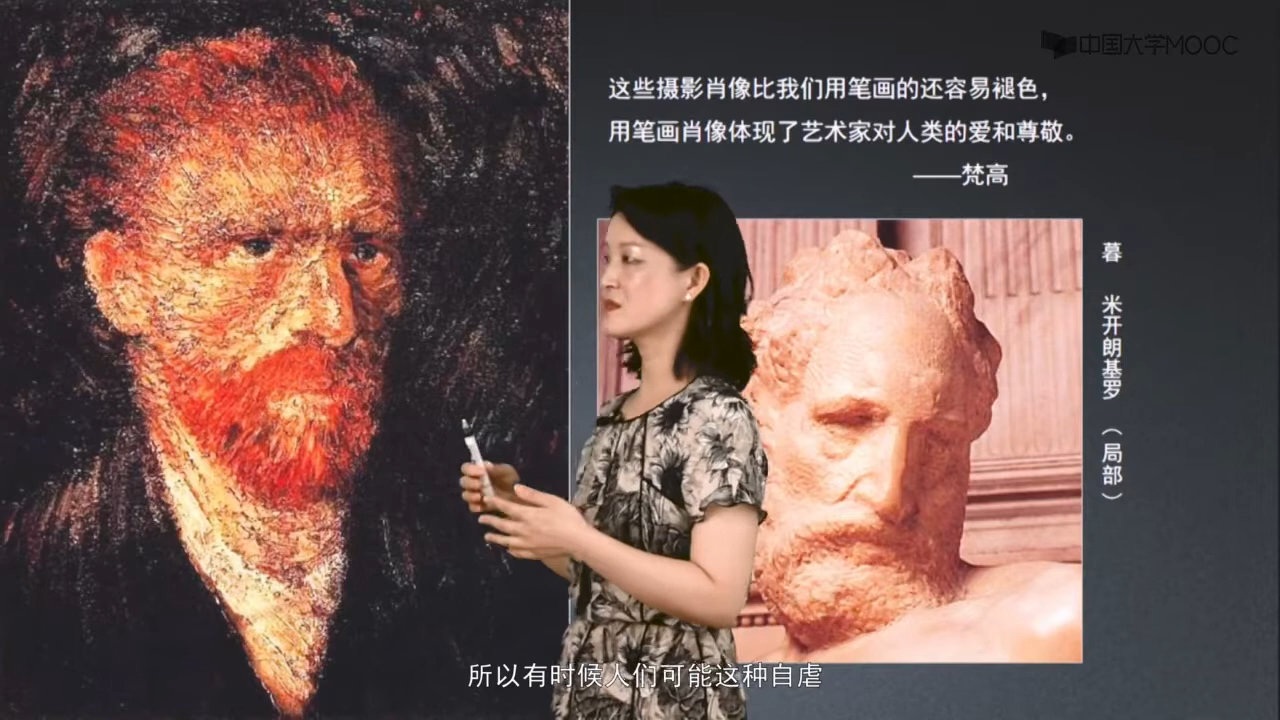 中国大学MOOC
这些摄影肖像比我们用笔画的还容易褪色，
用笔画肖像体现了艺术家对人类的爱和尊敬。
——梵高
暮 米开朗基罗 （局部）
所以有时候人们可能这种自虐